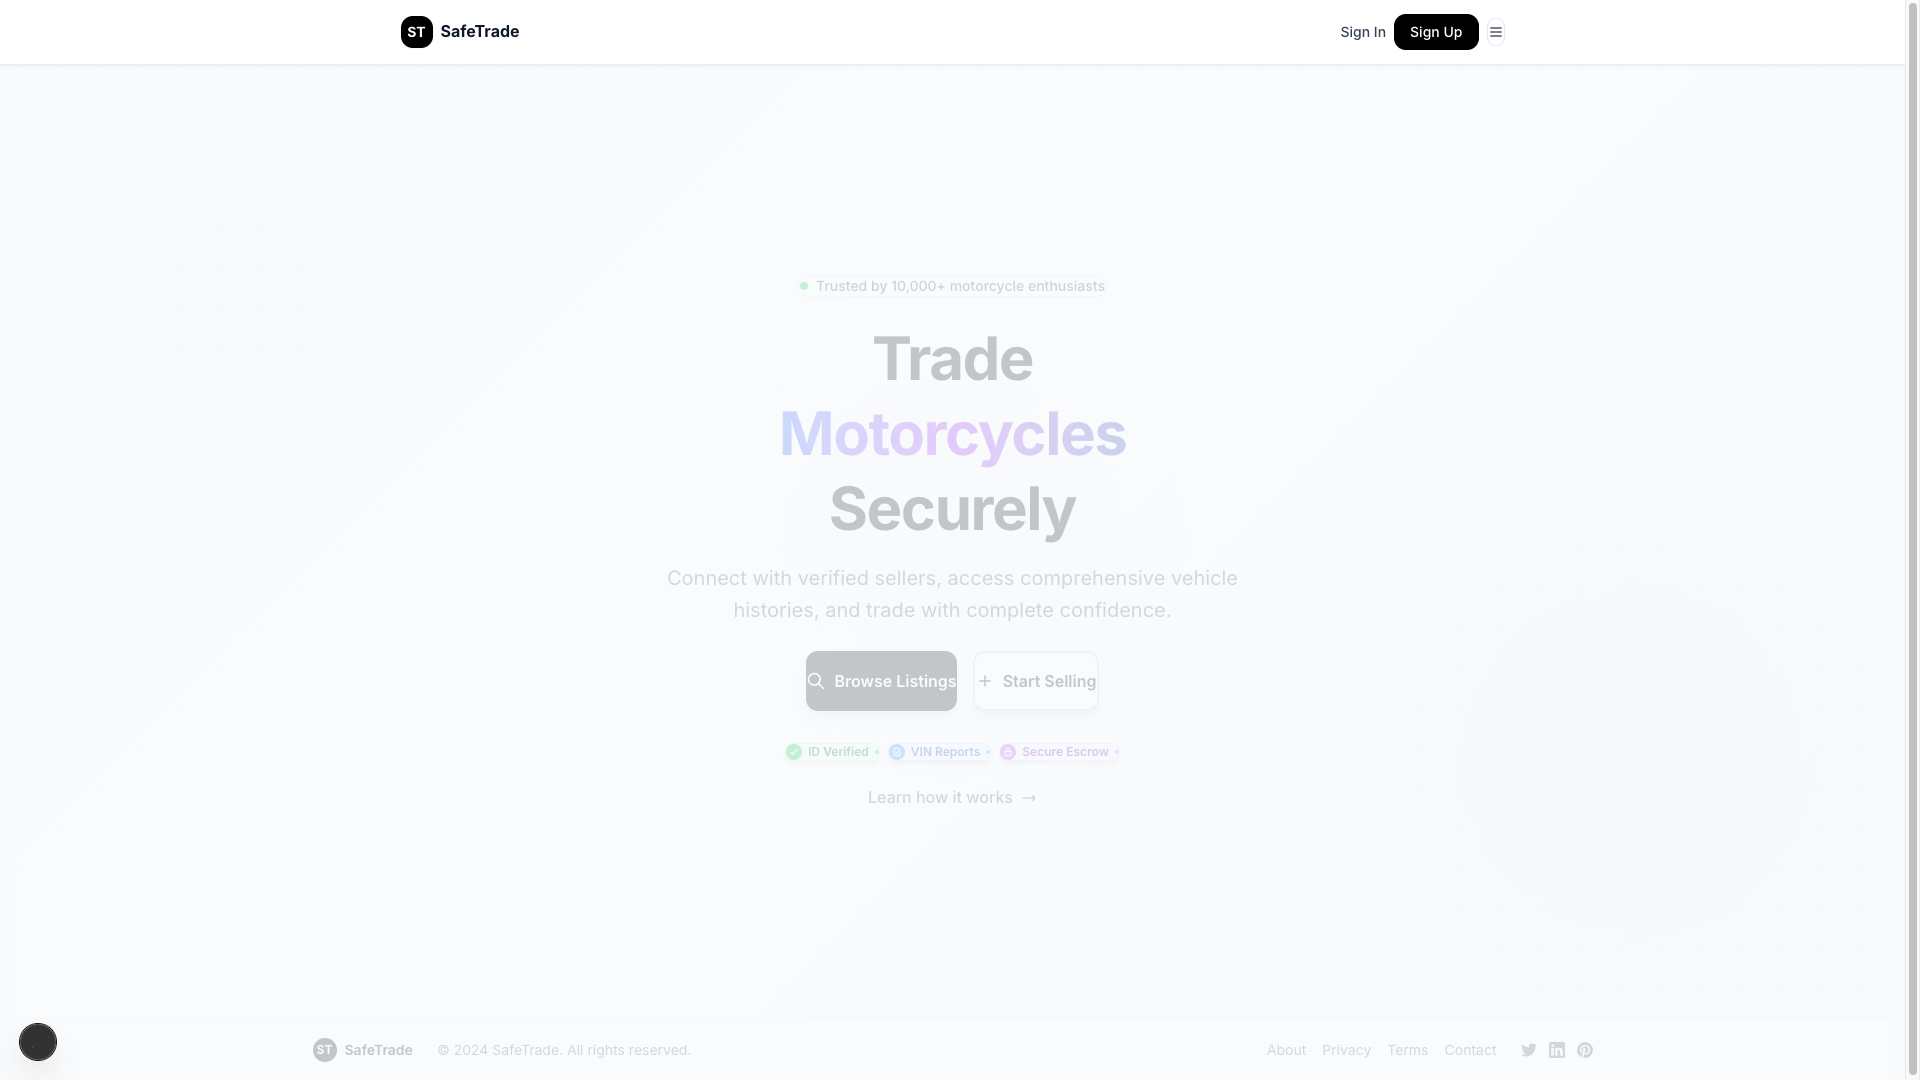 ST SafeTrade
Sign In
Sign Up
Trusted by 10,000+ motorcycle enthusiasts
Trade
Motorcycles
Securely
Connect with verified sellers, access comprehensive vehicle
histories, and trade with complete confidence.
Browse Listings
Start Selling
ID Verified
VIN Reports
Secure Escrow
Learn how it works →
ST SafeTrade
© 2024 SafeTrade. All rights reserved.
About
Privacy
Terms
Contact